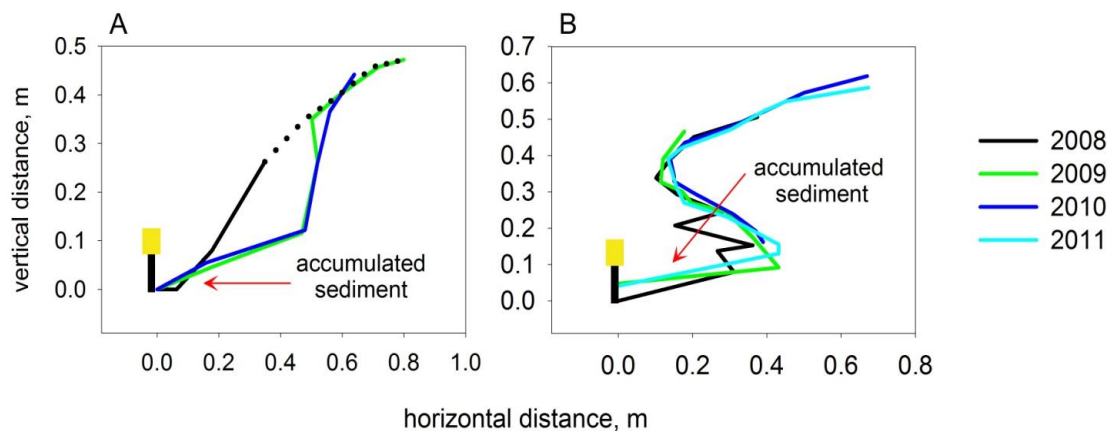 A
B
0.5
0.4
0.3
0.2
0.1
0.0
vertical distance, m
accumulated
sediment
0.0 0.2 0.4 0.6 0.8 1.0
0.7
0.6
0.5
0.4
0.3
0.2
0.1
0.0
accumulated
sediment
0.0 0.2 0.4 0.6 0.8
horizontal distance, m
2008
2009
2010
2011